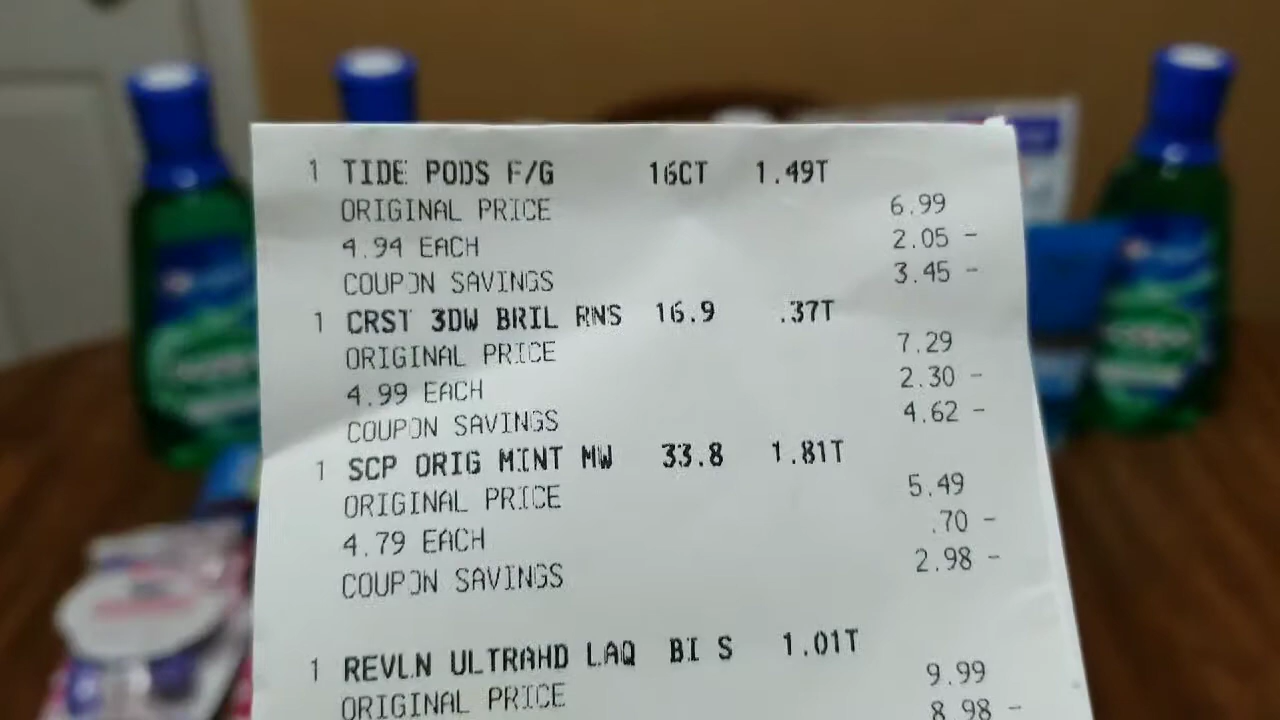 1 TIDE PODS F/G 16CT 1.49T
ORIGINAL PRICE 6.99
4.94 EACH 2.05 -
COUPON SAVINGS 3.45 -
1 CRST 3DW BRIL RNS 16.9 .37T
ORIGINAL PRICE 7.29
4.99 EACH 2.30 -
COUPON SAVINGS 4.62 -
1 SCP ORIG MINT MW 33.8 1.81T
ORIGINAL PRICE 5.49
4.79 EACH .70 -
COUPON SAVINGS 2.98 -
1 REVLN ULTRAHD LAQ BI S 1.01T
ORIGINAL PRICE 9.99
8.98 -